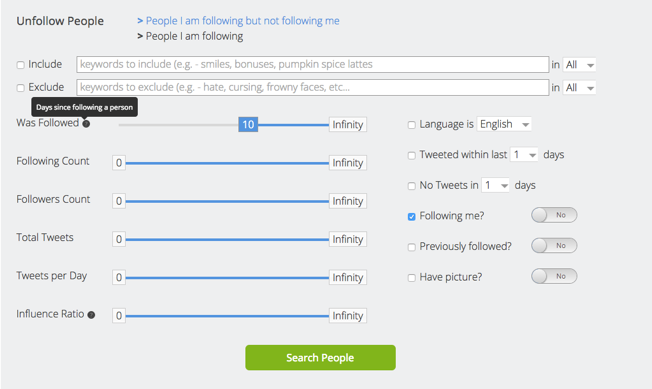 Unfollow People
> People I am following but not following me
> People I am following
Include keywords to include (e.g. - smiles, bonuses, pumpkin spice lattes in All
Exclude keywords to exclude (e.g. - hate, cursing, frowny faces, etc... in All
Days since following a person
Was Followed ? 10 Infinity
Language is English
Following Count 0 Infinity
Tweeted within last 1 days
Followers Count 0 Infinity
No Tweets in 1 days
Following me? No
Total Tweets 0 Infinity
Previously followed? No
Tweets per Day 0 Infinity
Have picture? No
Influence Ratio ? 0 Infinity
Search People